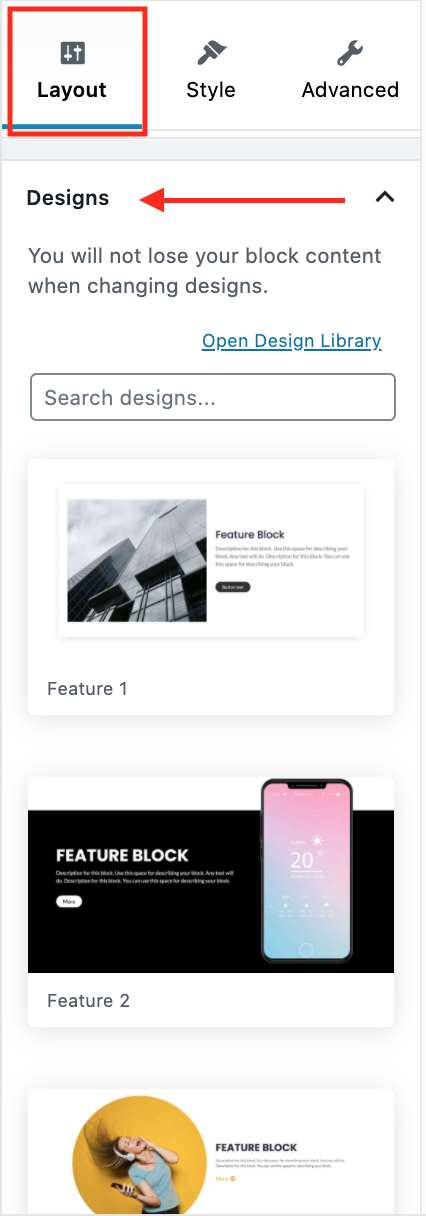 Layout
Style
Advanced
Designs
You will not lose your block content
when changing designs.
Open Design Library
Search designs...
Feature Block
Description for this block. Use this space for describing your
block. Any text will do. Description for this block. You can use
this space for describing your block.
Button text
Feature 1
FEATURE BLOCK
Description for this block. Use this space for describing your block. Any text will
do. Description for this block. You can use this space for describing your block.
More
20
Feature 2
FEATURE BLOCK
More